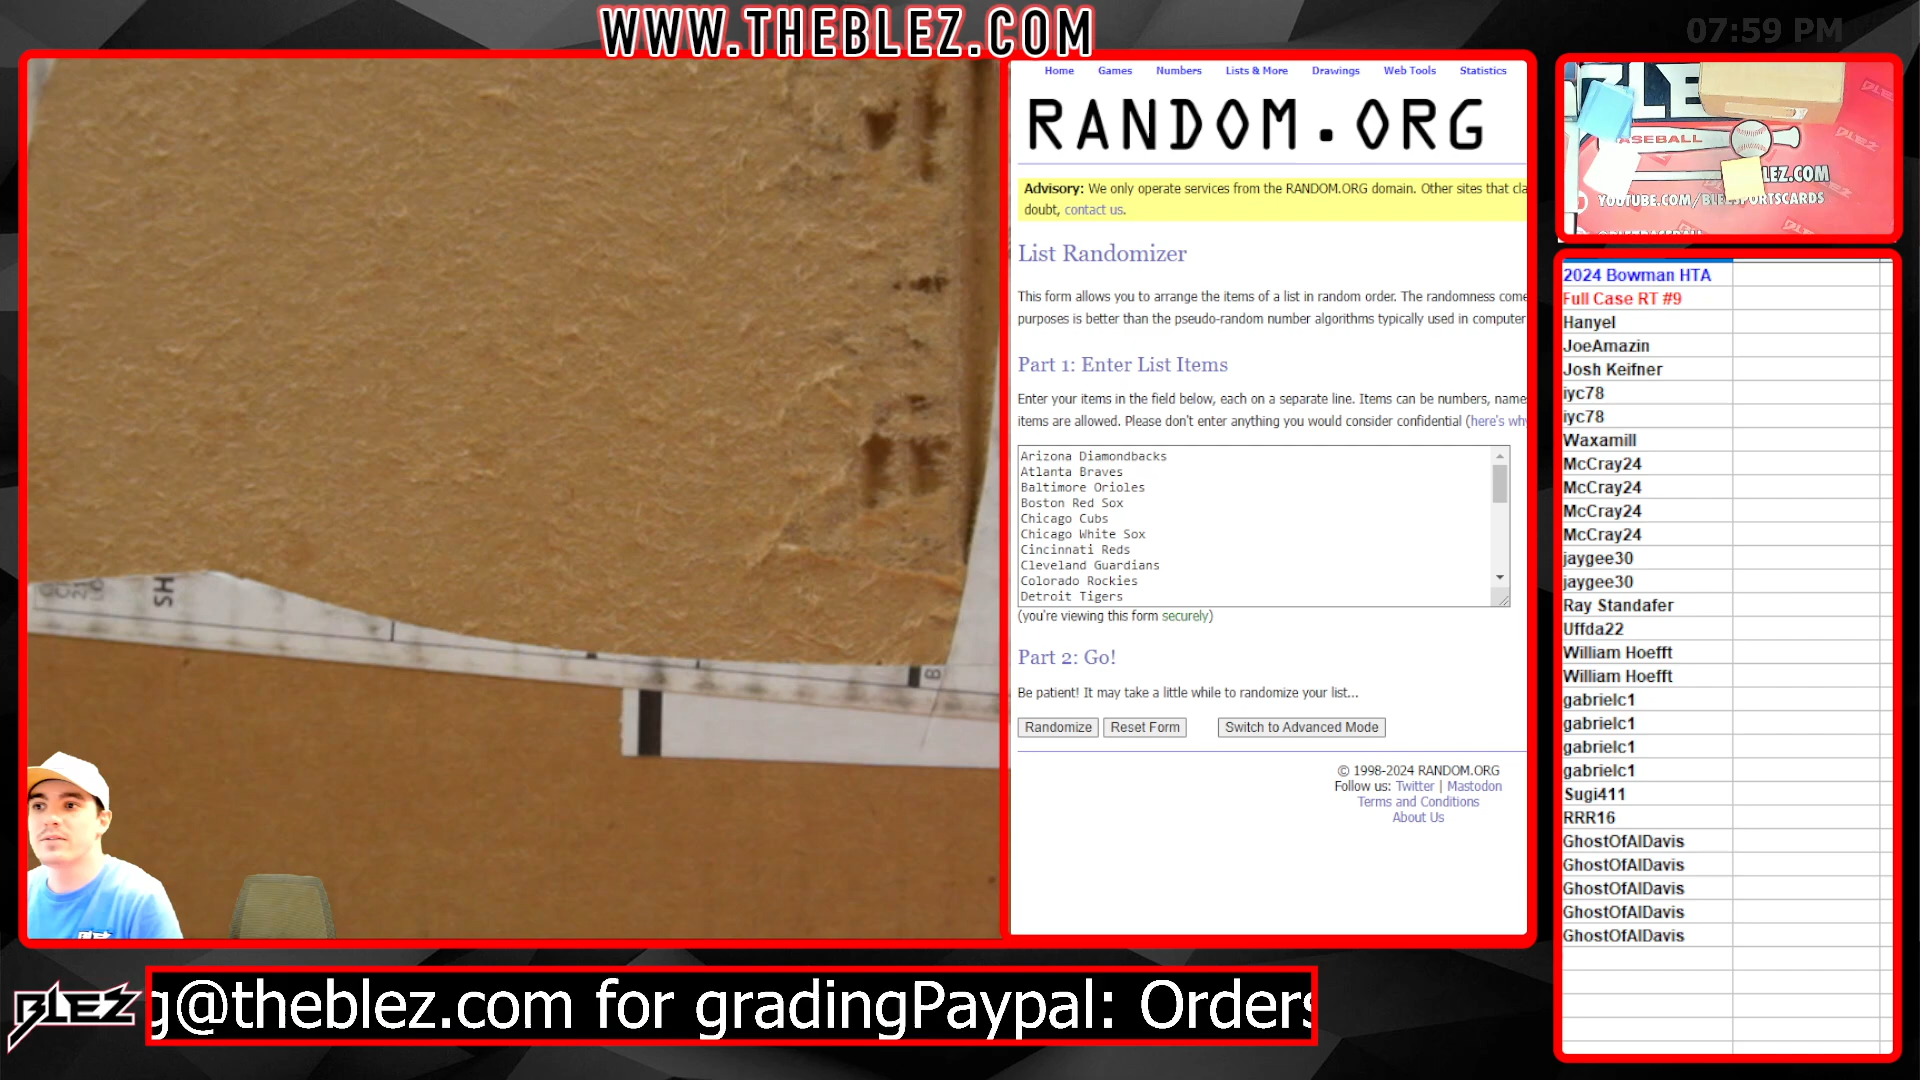 WWW.THEBLEZ.COM
07:59 PM
Home Games Numbers Lists & More Drawings Web Tools Statistics
RANDOM.ORG
Advisory: We only operate services from the RANDOM.ORG domain. Other sites that cla
doubt, contact us.
List Randomizer
This form allows you to arrange the items of a list in random order. The randomness come
purposes is better than the pseudo-random number algorithms typically used in computer
Part 1: Enter List Items
Enter your items in the field below, each on a separate line. Items can be numbers, name
items are allowed. Please don't enter anything you would consider confidential (here's why
Arizona Diamondbacks
Atlanta Braves
Baltimore Orioles
Boston Red Sox
Chicago Cubs
Chicago White Sox
Cincinnati Reds
Cleveland Guardians
Colorado Rockies
Detroit Tigers
(you're viewing this form securely)
Part 2: Go!
Be patient! It may take a little while to randomize your list...
Randomize Reset Form Switch to Advanced Mode
© 1998-2024 RANDOM.ORG
Follow us: Twitter | Mastodon
Terms and Conditions
About Us
SH
B
BLE
ASEBALL
LEZ.COM
YOUTUBE.COM/BLEZSPORTSCARDS
2024 Bowman HTA
Full Case RT #9
Hanyel
JoeAmazin
Josh Keifner
iyc78
iyc78
Waxamill
McCray24
McCray24
McCray24
McCray24
jaygee30
jaygee30
Ray Standafer
Uffda22
William Hoefft
William Hoefft
gabrielc1
gabrielc1
gabrielc1
gabrielc1
Sugi411
RRR16
GhostOfAlDavis
GhostOfAlDavis
GhostOfAlDavis
GhostOfAlDavis
GhostOfAlDavis
BLEZ
g@theblez.com for gradingPaypal: Orders